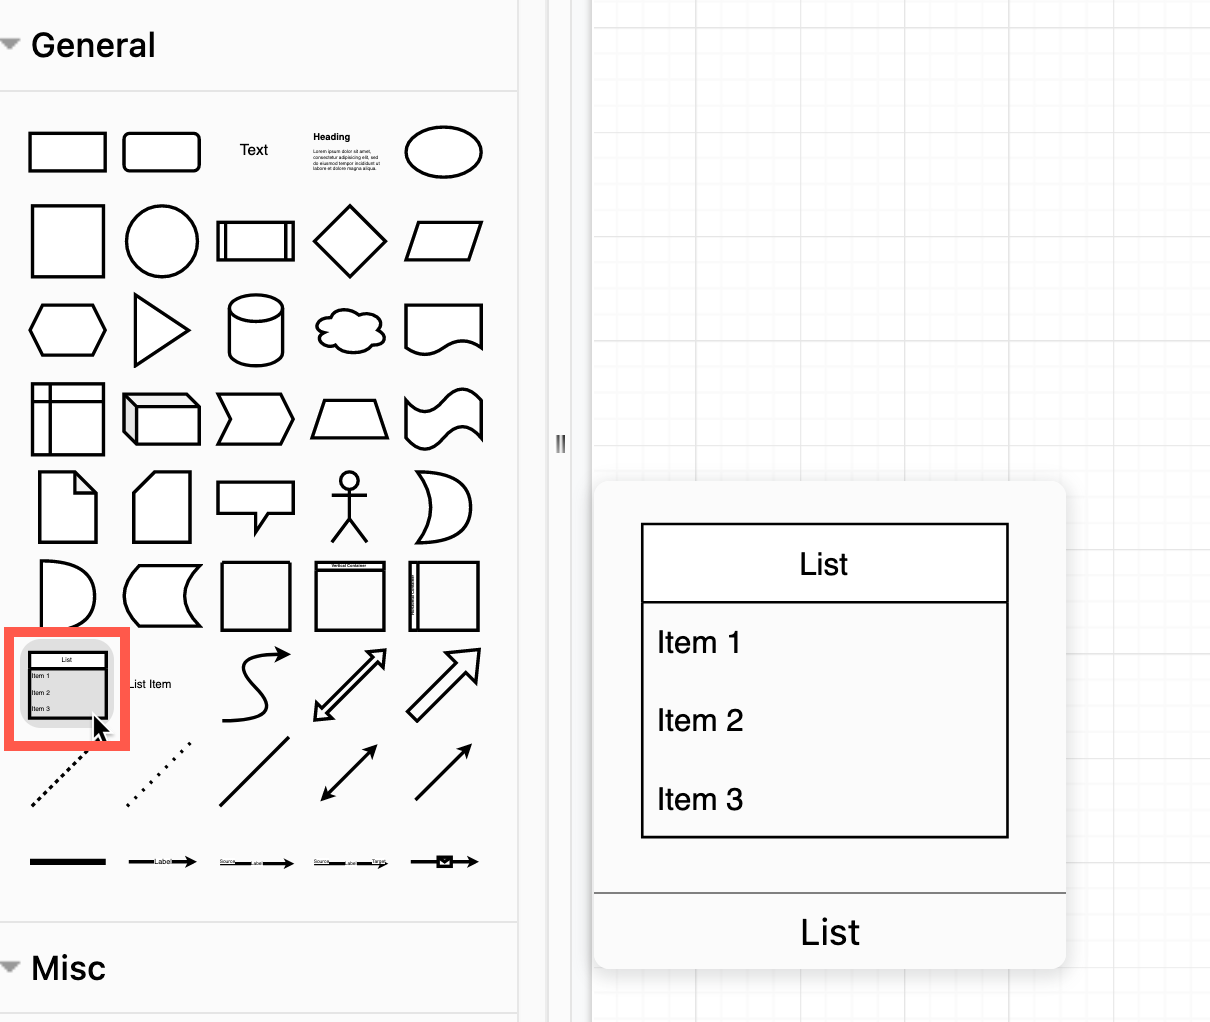 General
Text
Heading
Lorem ipsum dolor sit amet,
consectetur adipisicing elit, sed
do eiusmod tempor incididunt ut
labore et dolore magna aliqua.
Vertical Container
Horizontal Container
List
Item 1
Item 2
Item 3
List Item
Label
Source
Label
Source
Label
Target
Misc
List
Item 1
Item 2
Item 3
List